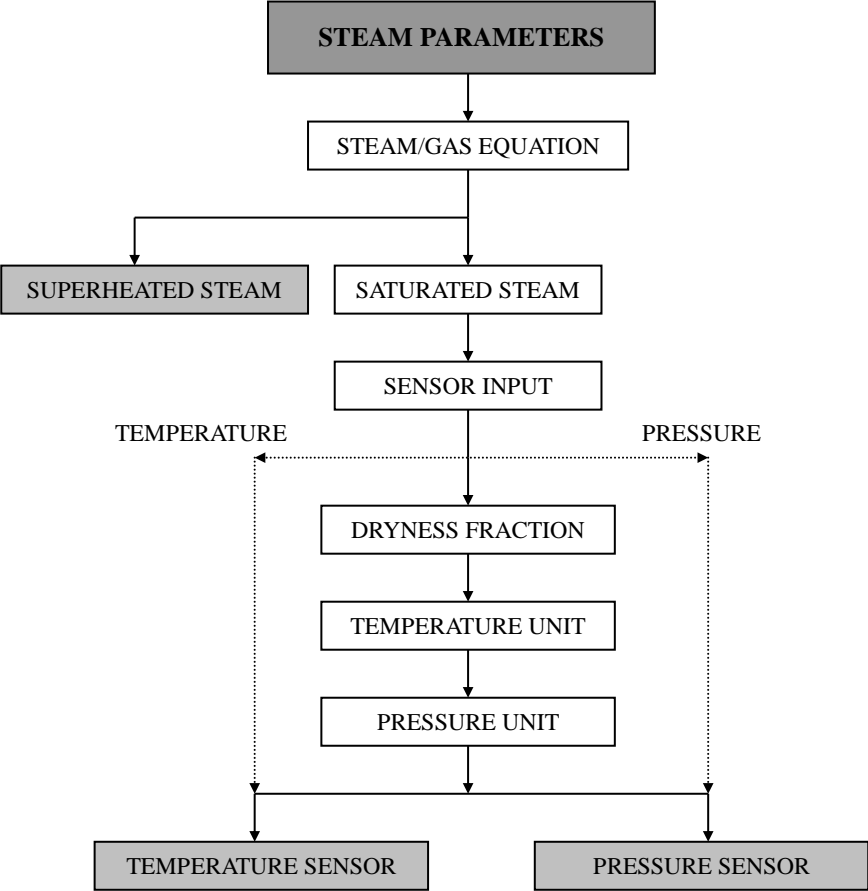 STEAM PARAMETERS
STEAM/GAS EQUATION
SUPERHEATED STEAM
SATURATED STEAM
SENSOR INPUT
TEMPERATURE
PRESSURE
DRYNESS FRACTION
TEMPERATURE UNIT
PRESSURE UNIT
TEMPERATURE SENSOR
PRESSURE SENSOR